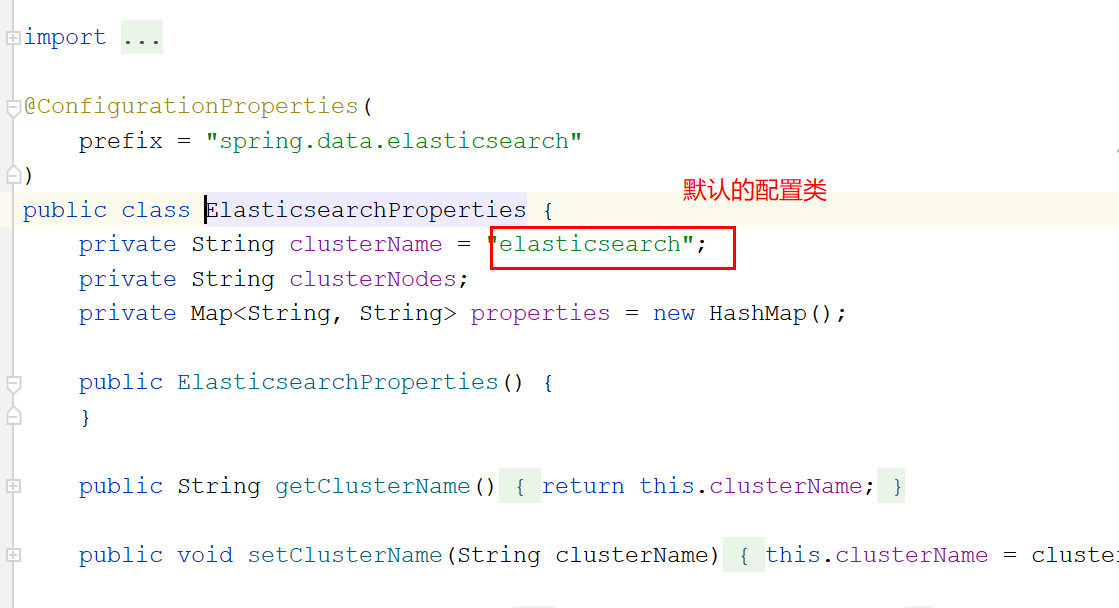 import ...
@ConfigurationProperties(
prefix = "spring.data.elasticsearch"
)
默认的配置类
public class ElasticsearchProperties {
private String clusterName = "elasticsearch";
private String clusterNodes;
private Map<String, String> properties = new HashMap();
public ElasticsearchProperties() {
}
public String getClusterName() { return this.clusterName; }
public void setClusterName(String clusterName) { this.clusterName = cluster